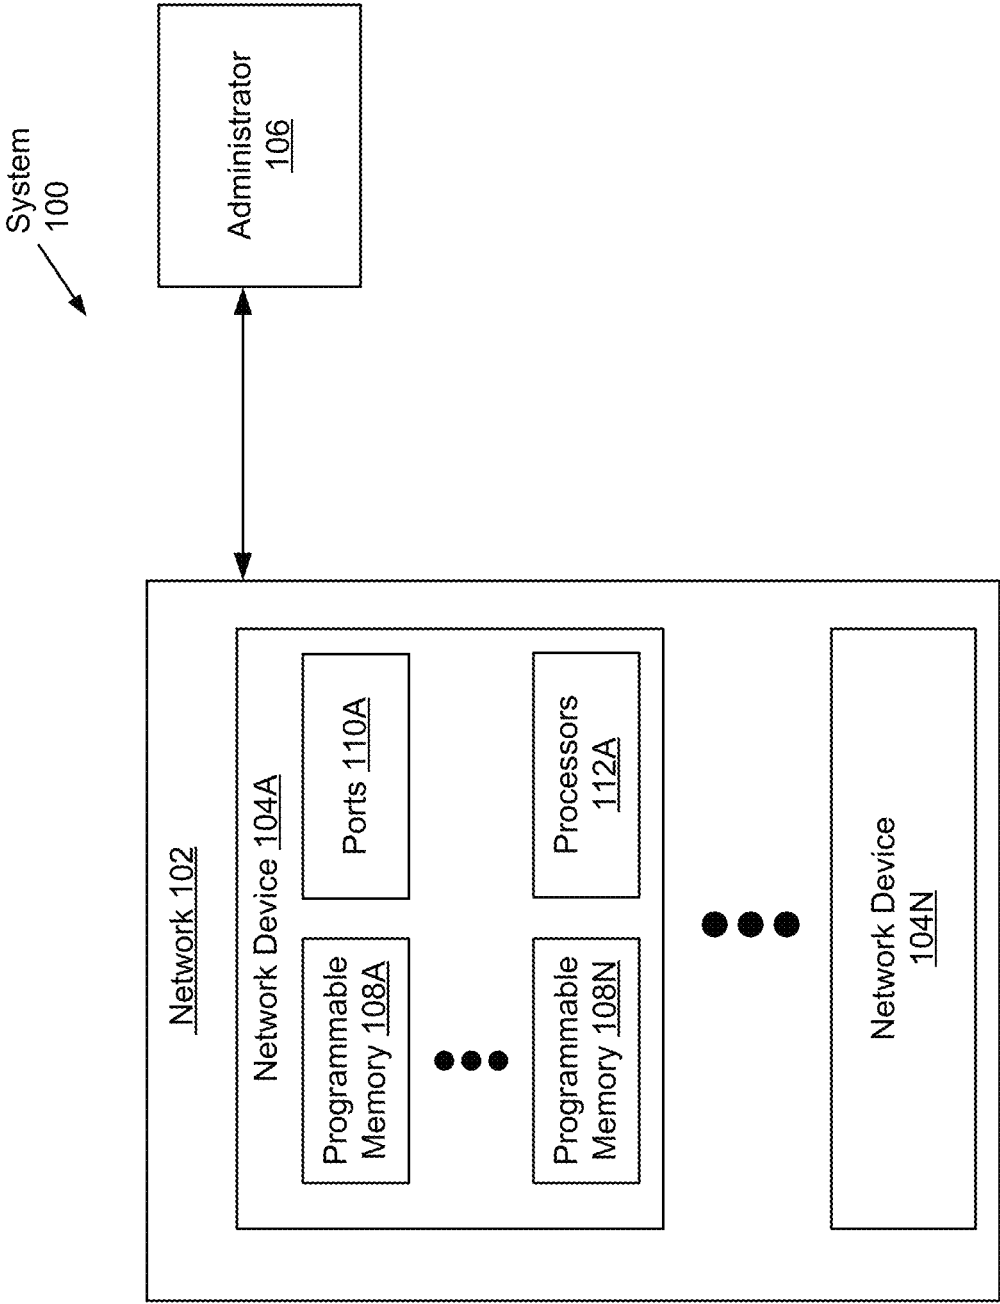 System
100
Network 102
Administrator
106
Network Device 104A
Programmable
Memory 108A
Ports 110A
Programmable
Memory 108N
Processors
112A
Network Device
104N